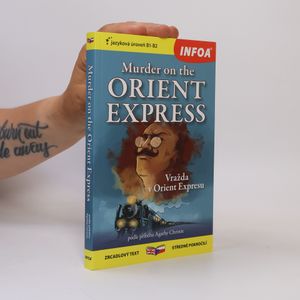 jazyková úroveň B1-B2
INFOA®
Murder on the
ORIENT
EXPRESS
Vražda
v Orient Expresu
podle příběhu Agathy Christie
ZRCADLOVÝ TEXT
STŘEDNĚ POKROČILÍ
Murder on the Orient Express